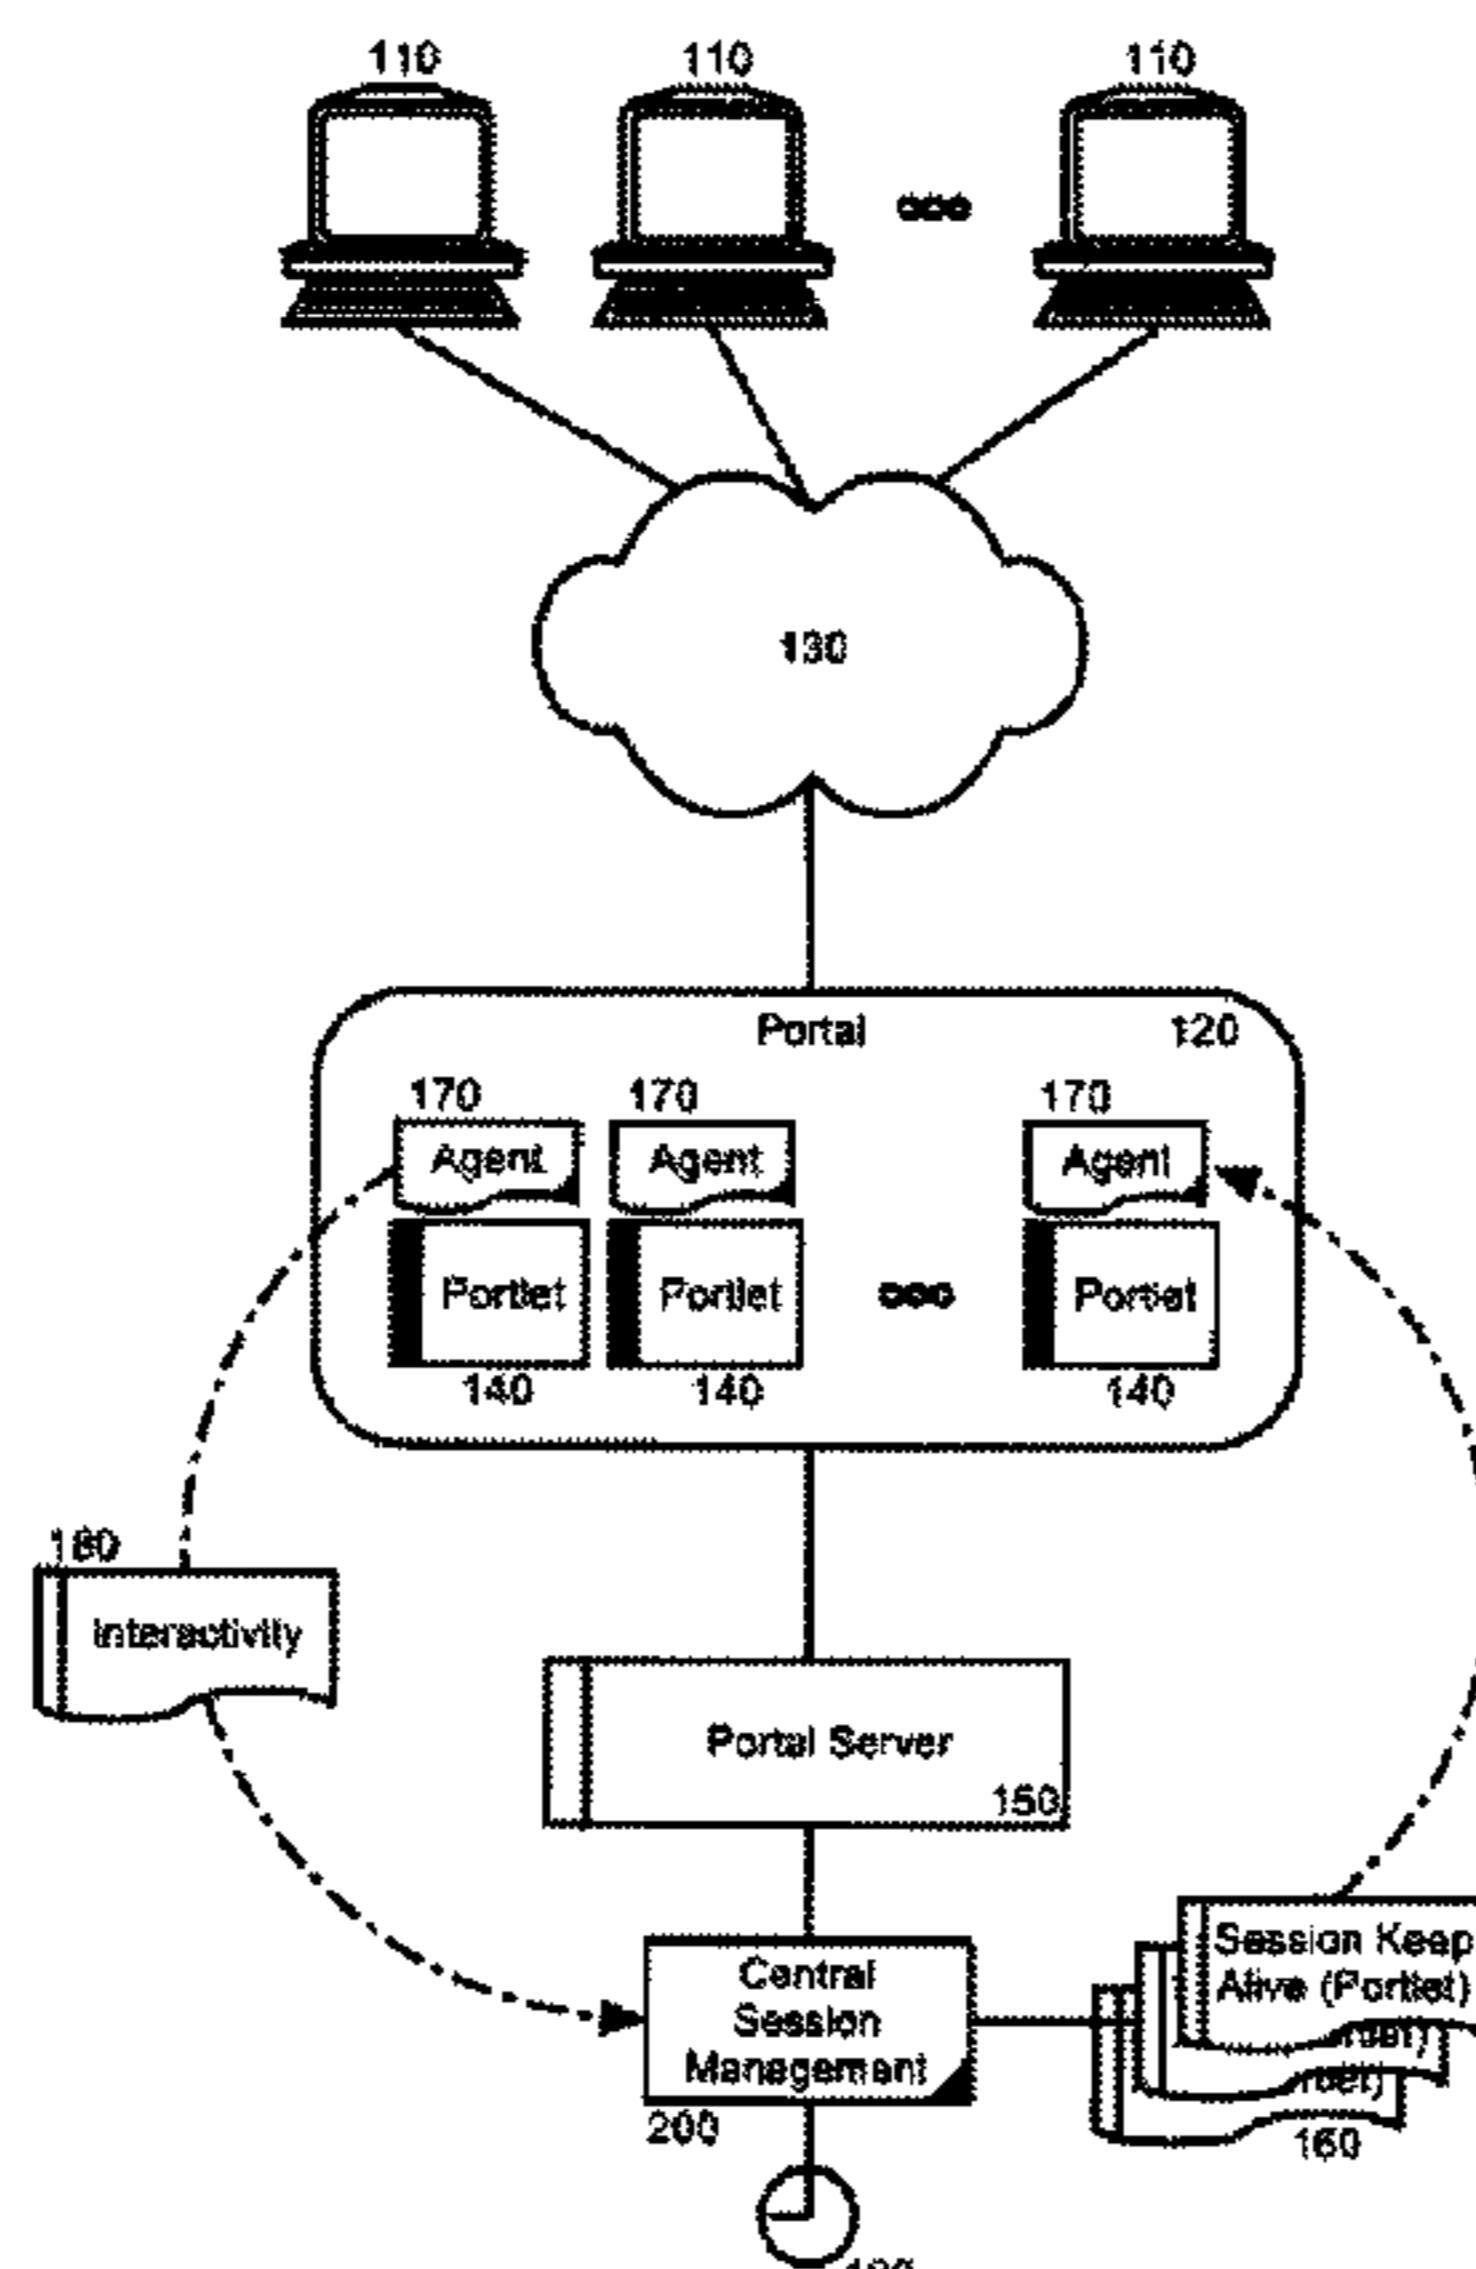 110
110
110
130
Portal
120
170
170
170
Agent
Agent
Agent
Portlet
Portlet
Portlet
140
140
140
180
Interactivity
Portal Server
150
Session Keep
Alive (Portlet)
Central
Session
Management
200
160